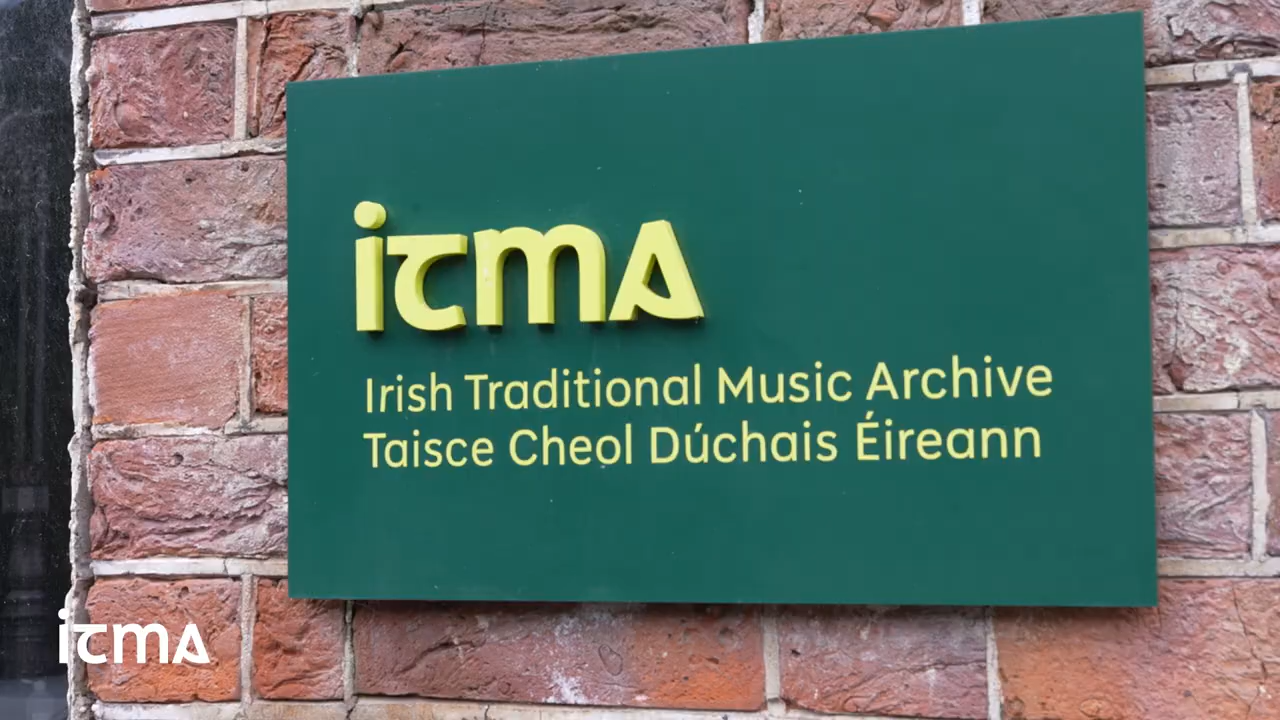 itma
Irish Traditional Music Archive
Taisce Cheol Dúchais Éireann
itma